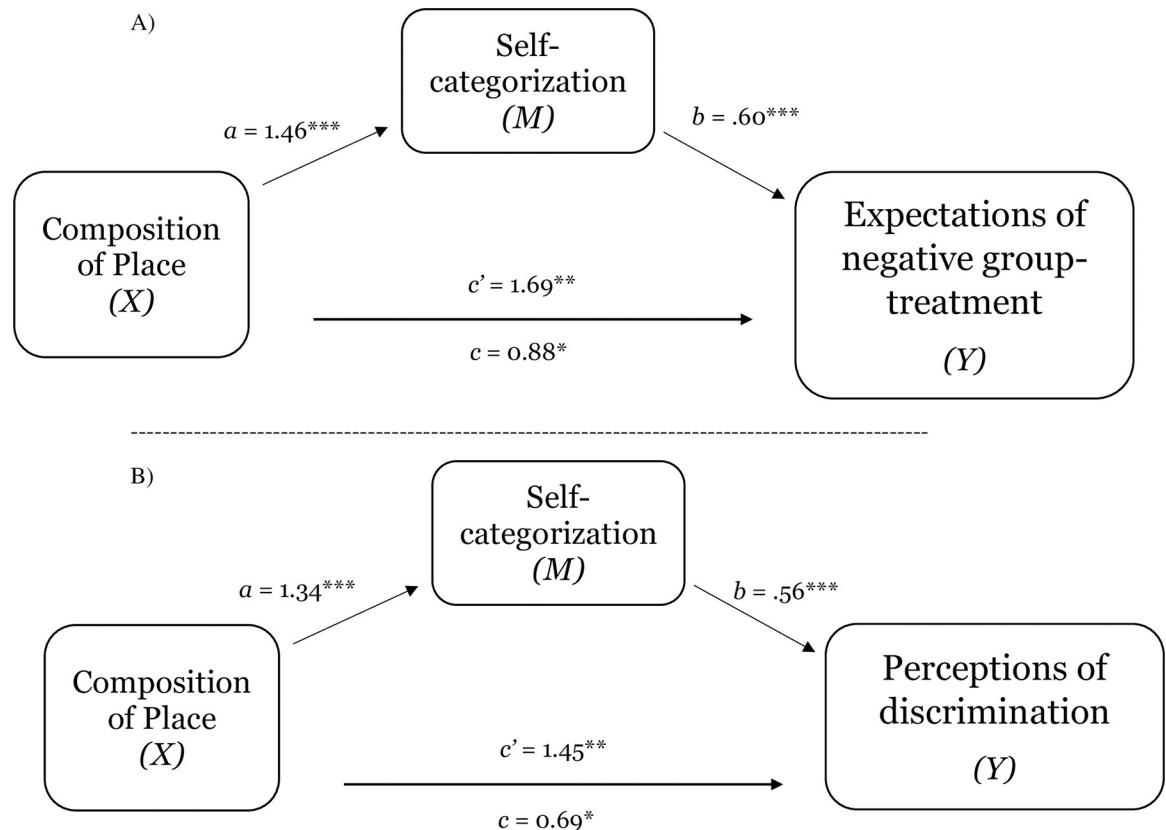 A)
Self-
categorization
(M)
a = 1.46***
b = .60***
Composition
of Place
(X)
Expectations of
negative group-
treatment
(Y)
c’ = 1.69**
c = 0.88*
B)
Self-
categorization
(M)
a = 1.34***
b = .56***
Composition
of Place
(X)
Perceptions of
discrimination
(Y)
c’ = 1.45**
c = 0.69*